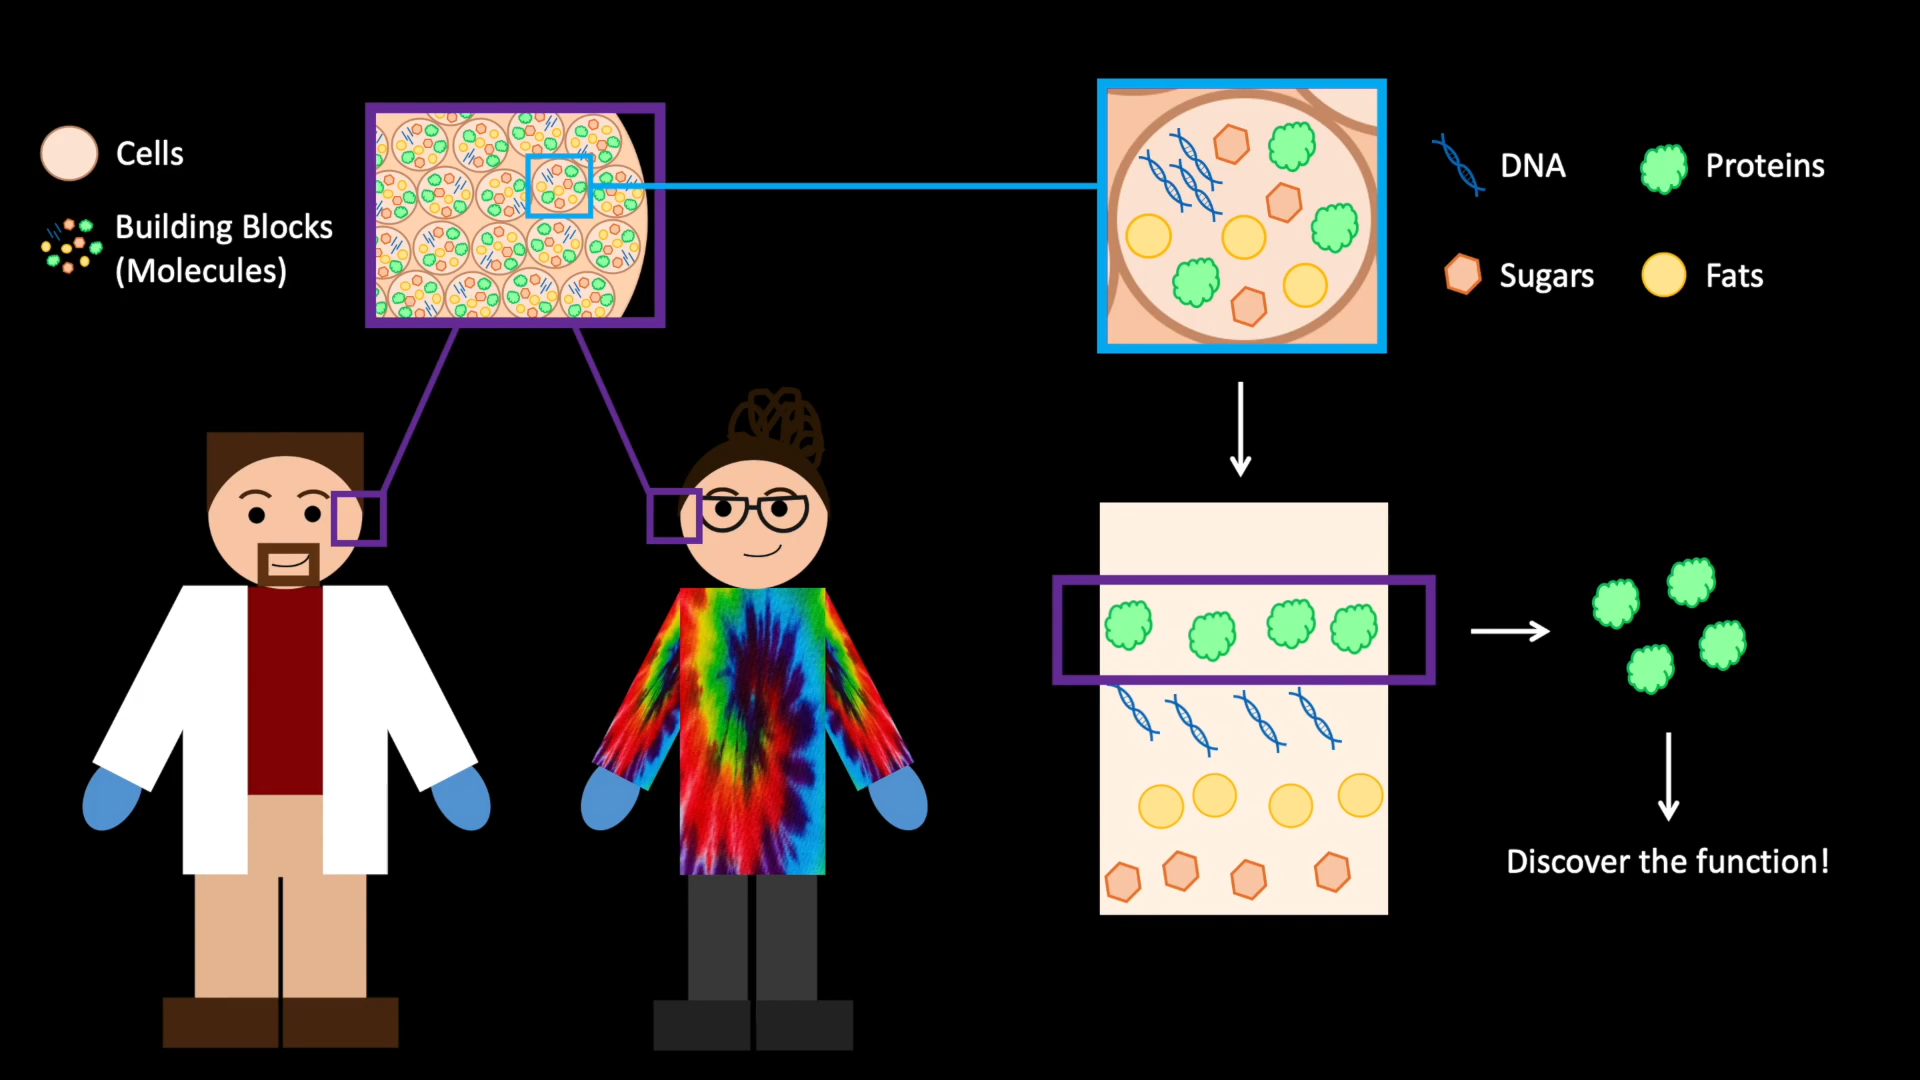 Cells
Building Blocks
(Molecules)
DNA
Proteins
Sugars
Fats
Discover the function!